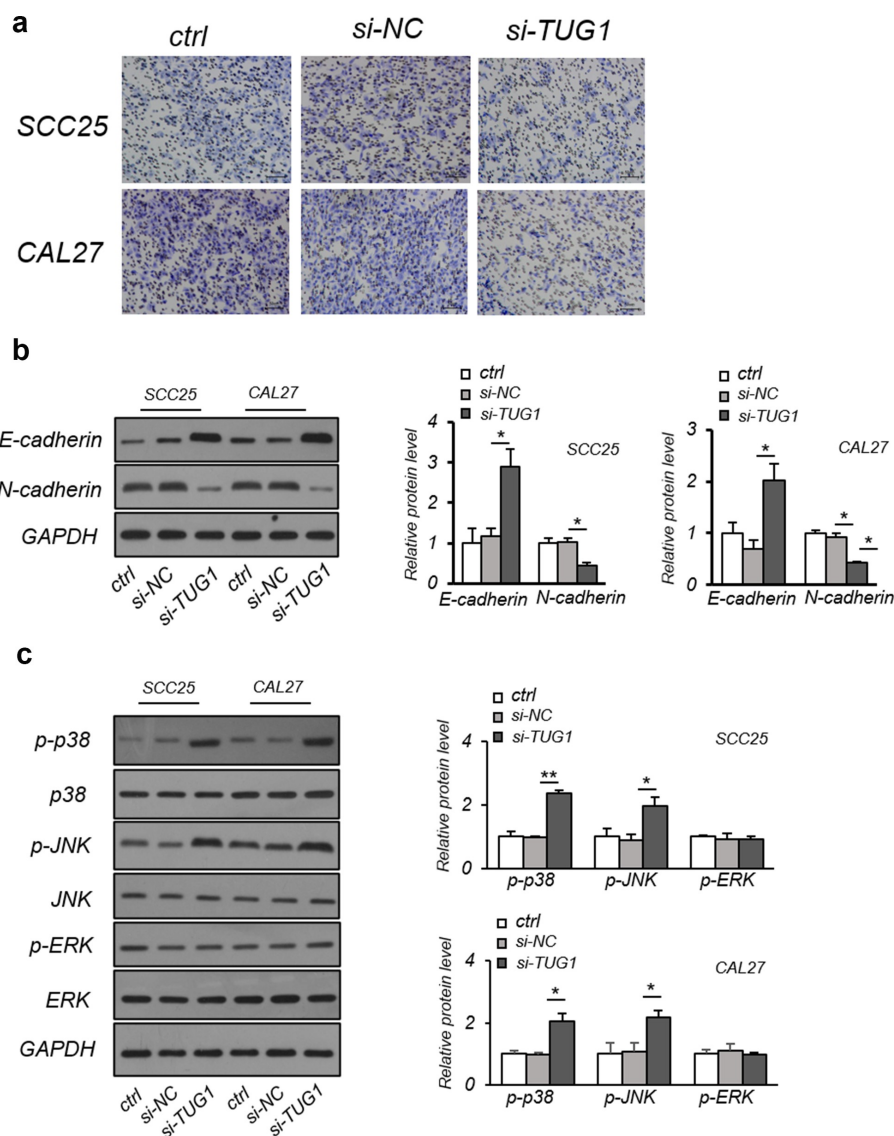 a
ctrl si-NC si-TUG1
SCC25
CAL27
b
SCC25 CAL27
E-cadherin
N-cadherin
GAPDH
ctrl si-NC si-TUG1 ctrl si-NC si-TUG1
ctrl
si-NC
si-TUG1
SCC25
Relative protein level
4
3
2
1
0
* *
E-cadherin N-cadherin
ctrl
si-NC
si-TUG1
CAL27
Relative protein level
3
2
1
0
* * *
E-cadherin N-cadherin
c
SCC25 CAL27
p-p38
p38
p-JNK
JNK
p-ERK
ERK
GAPDH
ctrl si-NC si-TUG1 ctrl si-NC si-TUG1
ctrl
si-NC
si-TUG1
SCC25
Relative protein level
4
2
0
** *
p-p38 p-JNK p-ERK
ctrl
si-NC
si-TUG1
CAL27
Relative protein level
4
2
0
* *
p-p38 p-JNK p-ERK